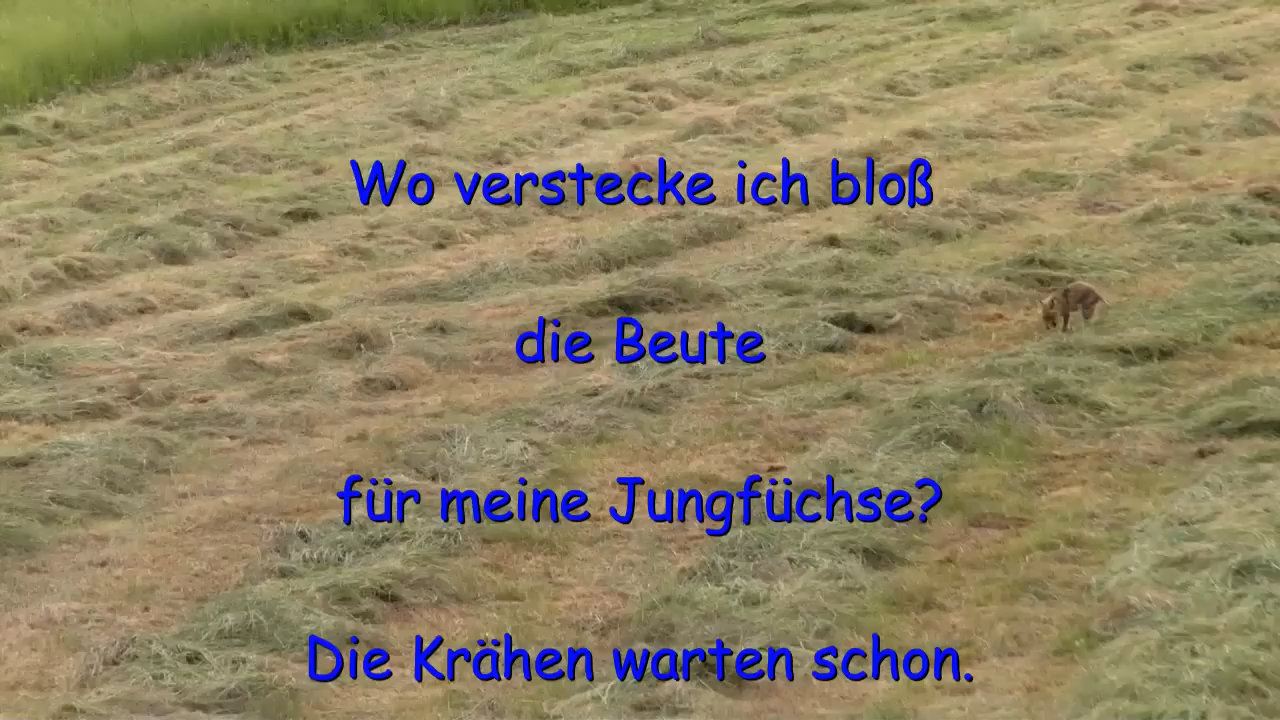 Wo verstecke ich bloß
die Beute
für meine Jungfüchse?
Die Krähen warten schon.